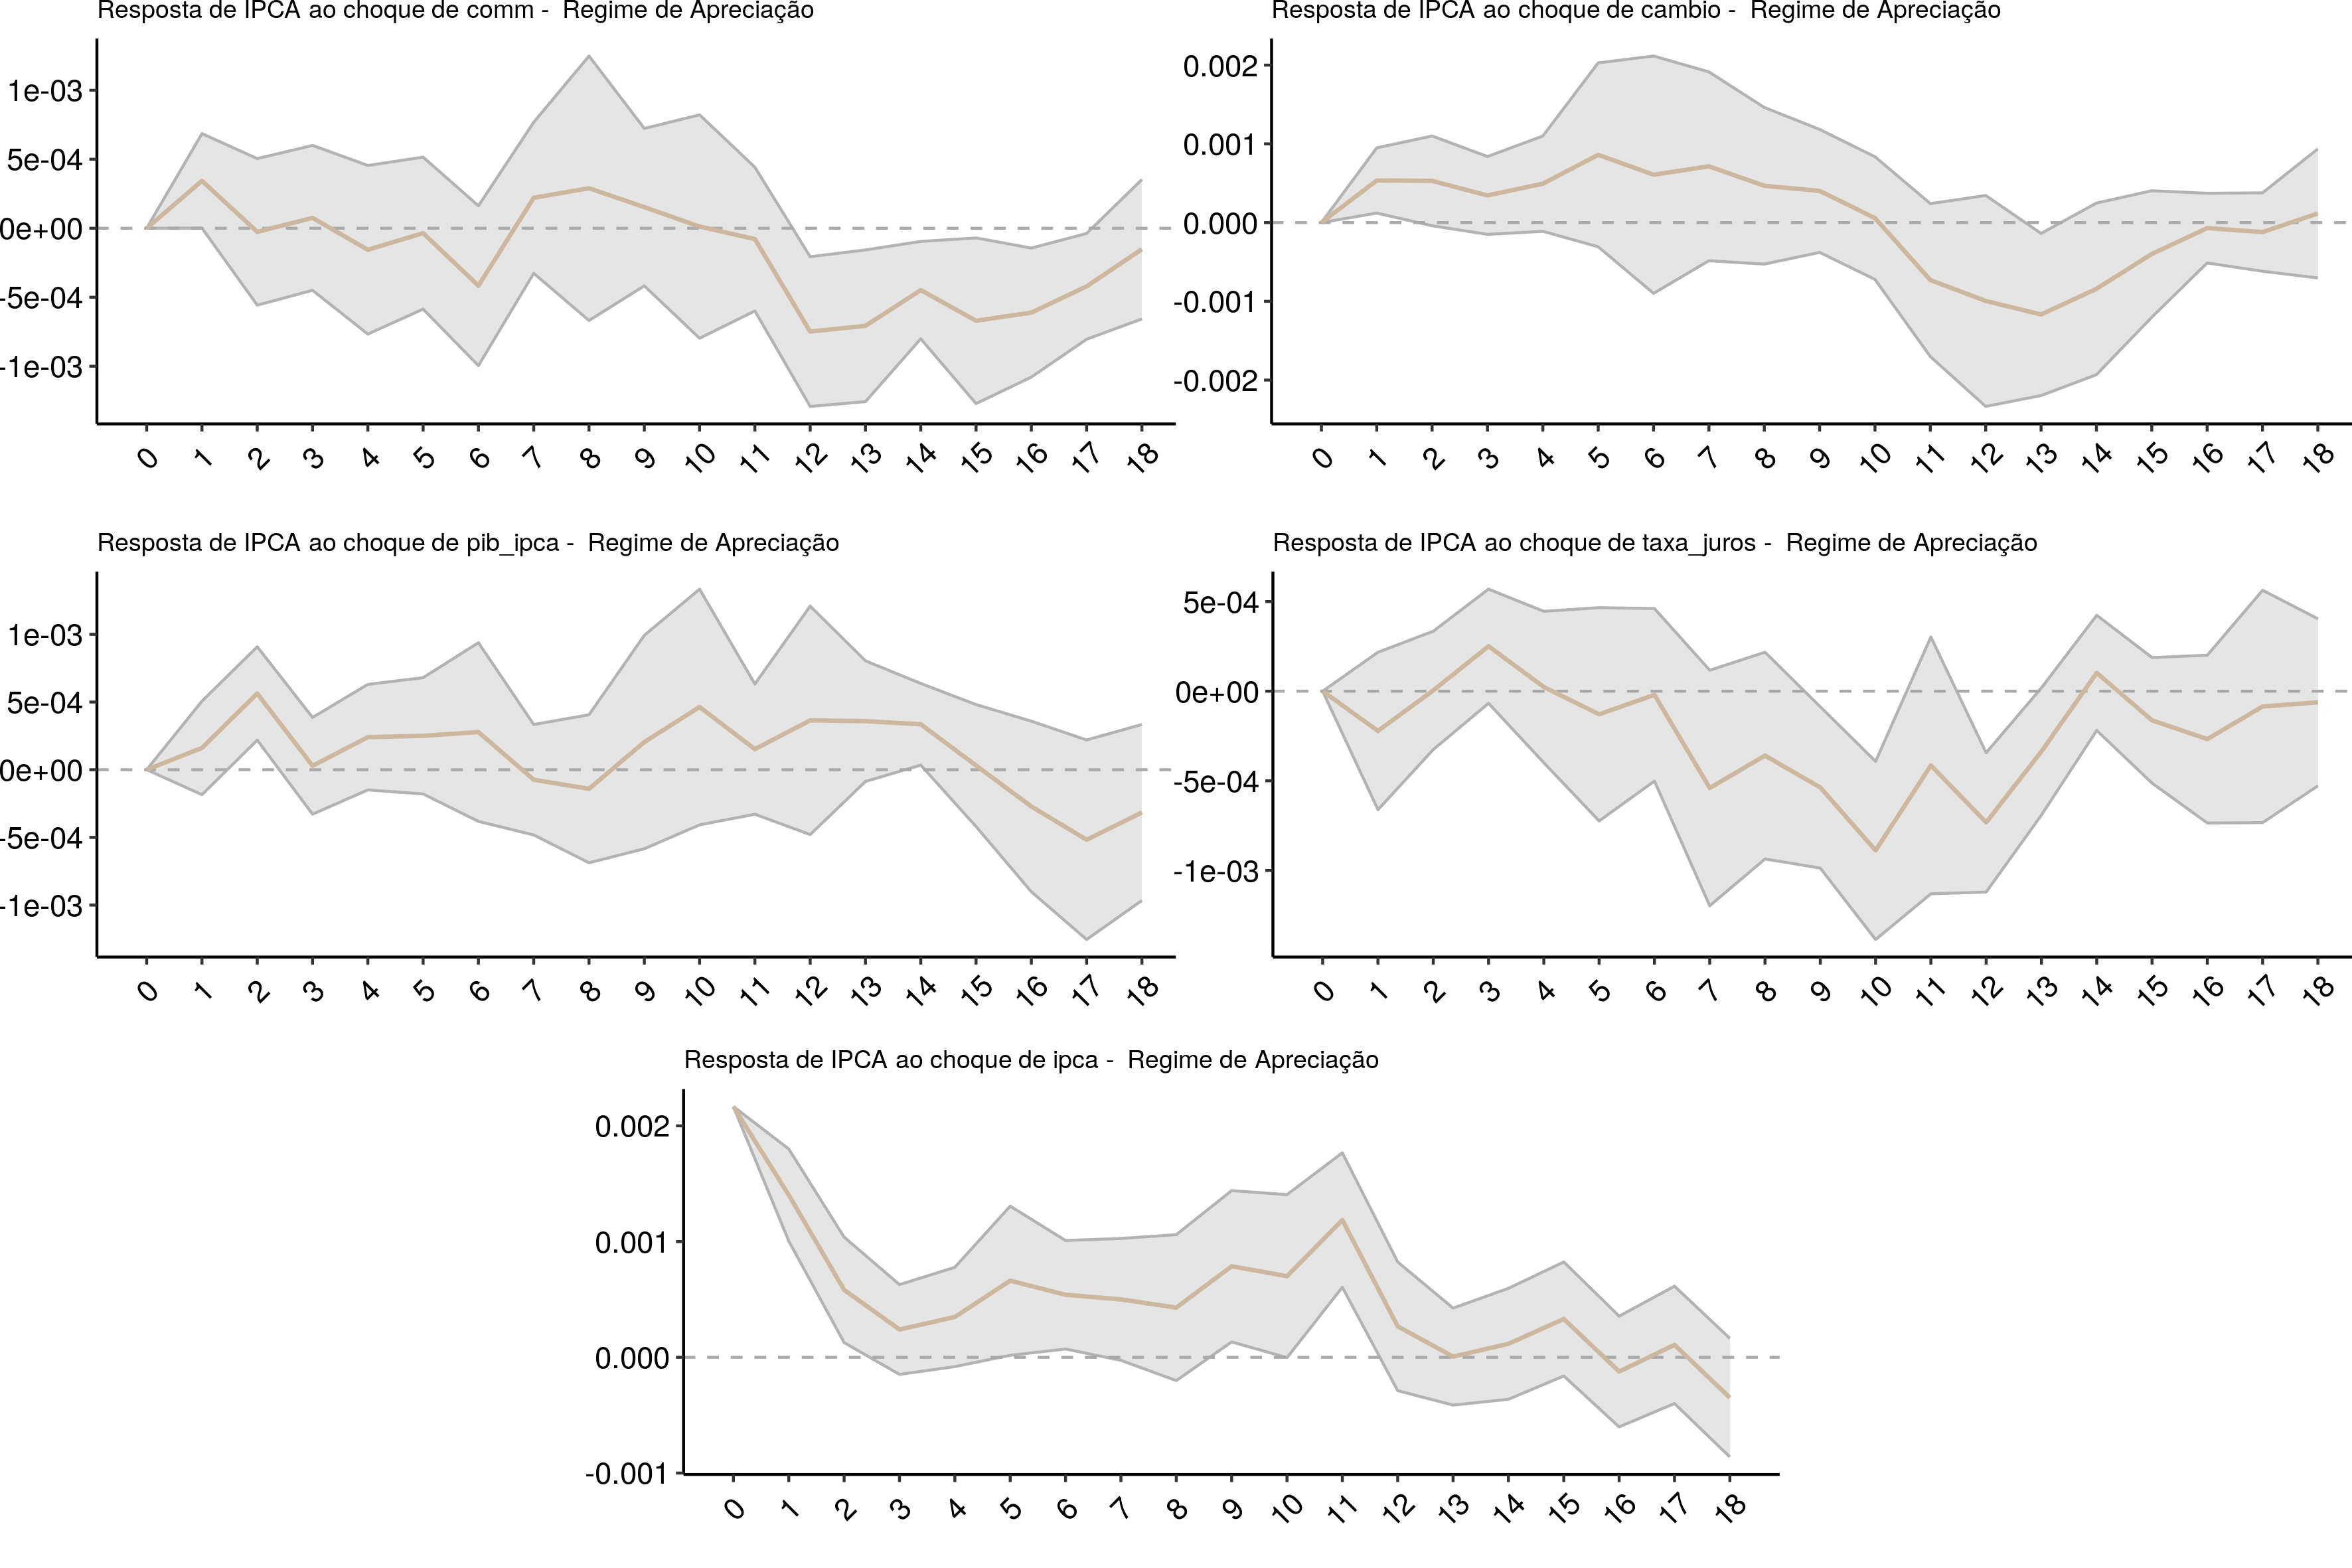 Resposta de IPCA ao choque de comm -  Regime de Apreciação
1e-03
5e-04
0e+00
-5e-04
-1e-03
0 1 2 3 4 5 6 7 8 9 10 11 12 13 14 15 16 17 18
Resposta de IPCA ao choque de cambio -  Regime de Apreciação
0.002
0.001
0.000
-0.001
-0.002
0 1 2 3 4 5 6 7 8 9 10 11 12 13 14 15 16 17 18
Resposta de IPCA ao choque de pib_ipca -  Regime de Apreciação
1e-03
5e-04
0e+00
-5e-04
-1e-03
0 1 2 3 4 5 6 7 8 9 10 11 12 13 14 15 16 17 18
Resposta de IPCA ao choque de taxa_juros -  Regime de Apreciação
5e-04
0e+00
-5e-04
-1e-03
0 1 2 3 4 5 6 7 8 9 10 11 12 13 14 15 16 17 18
Resposta de IPCA ao choque de ipca -  Regime de Apreciação
0.002
0.001
0.000
-0.001
0 1 2 3 4 5 6 7 8 9 10 11 12 13 14 15 16 17 18